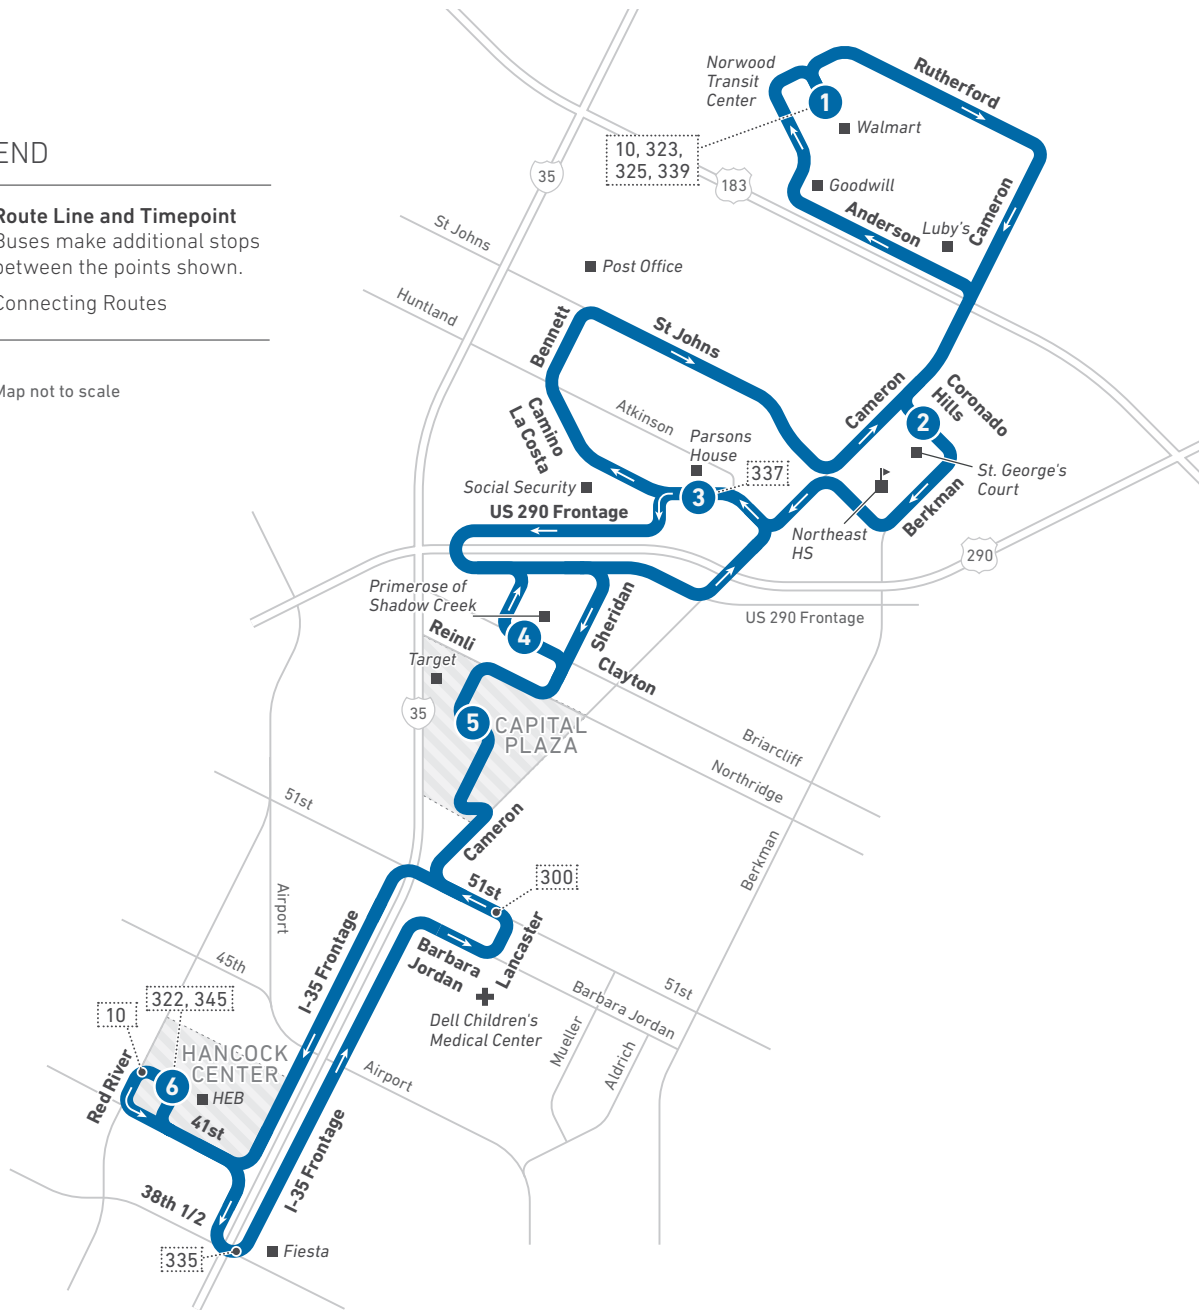 END
Route Line and Timepoint
Buses make additional stops
between the points shown.
Connecting Routes
Map not to scale
Norwood
Transit
Center
1
Walmart
Rutherford
10, 323,
325, 339
35
183
Goodwill
Anderson
Luby's
Cameron
St Johns
Post Office
Huntland
Bennett
St Johns
Camino
La Costa
Atkinson
Cameron
Coronado
Hills
2
Parsons
House
337
St. George's
Court
Social Security
3
US 290 Frontage
Berkman
Northeast
HS
290
Primerose of
Shadow Creek
US 290 Frontage
Sheridan
4
Reinli
Target
Clayton
35
5
CAPITAL
PLAZA
Briarcliff
Northridge
51st
Cameron
Berkman
300
51st
Airport
Lancaster
I-35 Frontage
Barbara
Jordan
45th
51st
Barbara Jordan
322, 345
10
Dell Children's
Medical Center
Mueller
Aldrich
HANCOCK
CENTER
Airport
Red River
6
HEB
41st
I-35 Frontage
38th 1/2
335
Fiesta